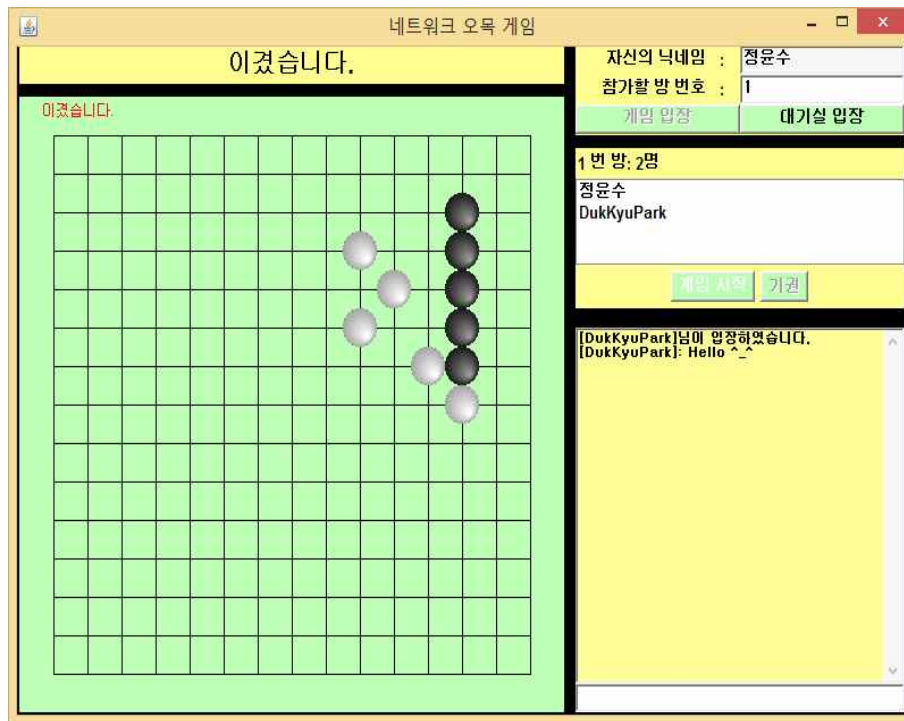 네트워크 오목 게임
이겼습니다.
이겼습니다.
자신의 닉네임 : 정윤수
참가할 방 번호 : 1
게임 입장 대기실 입장
1 번 방: 2명
정윤수
DukKyuPark
게임 시작 기권
[DukKyuPark]님이 입장하였습니다.
[DukKyuPark]: Hello ^_^